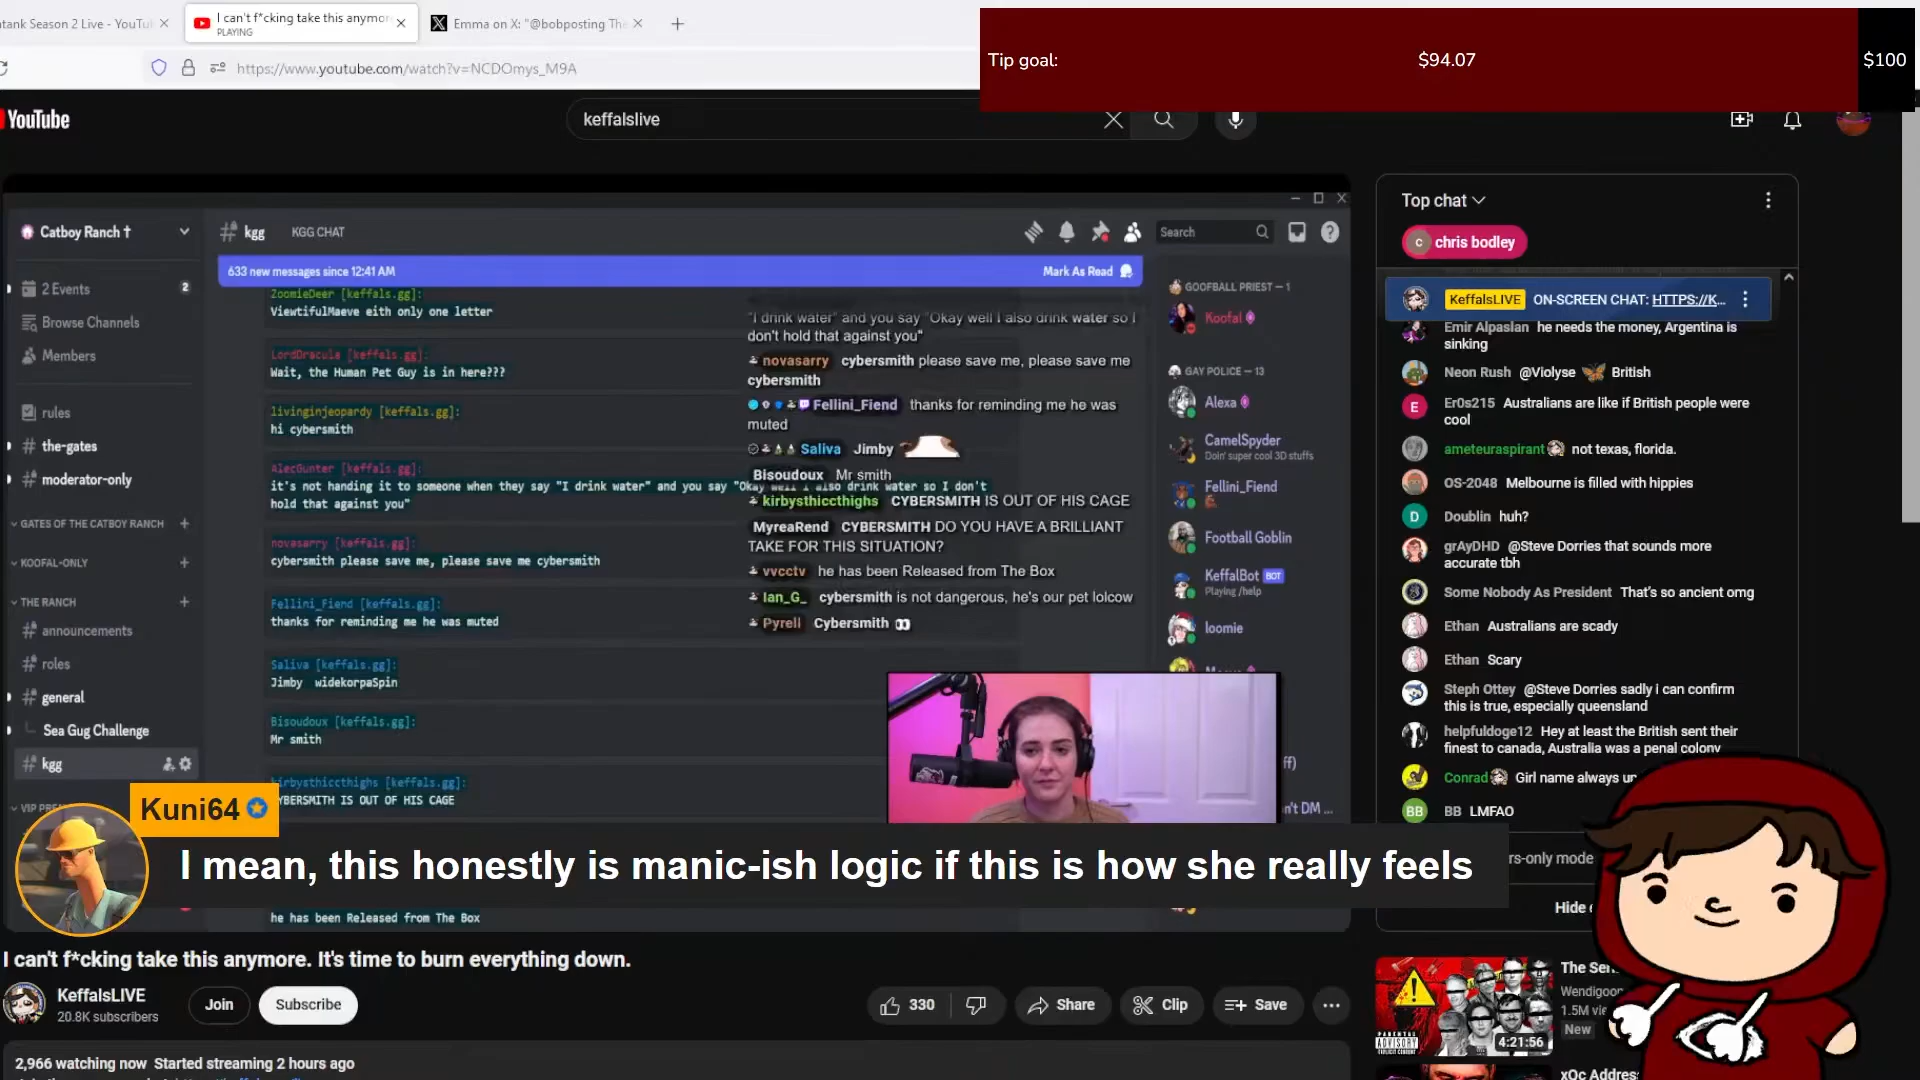 ntank Season 2 Live - YouTu
I can't f*cking take this anymor
PLAYING
Emma on X: "@bobposting The
https://www.youtube.com/watch?v=NCDOmys_M9A
Tip goal:
$94.07
$100
YouTube
keffalslive
Catboy Ranch †
2 Events
2
Browse Channels
Members
rules
the-gates
moderator-only
GATES OF THE CATBOY RANCH
KOOFAL-ONLY
THE RANCH
announcements
roles
general
Sea Gug Challenge
kgg
kgg
KGG CHAT
Search
633 new messages since 12:41 AM
Mark As Read
ZoomieDeer [keffals.gg]:
ViewtifulMaeve eith only one letter
LordDracula [keffals.gg]:
Wait, the Human Pet Guy is in here???
livinginjeopardy [keffals.gg]:
hi cybersmith
AlecGunter [keffals.gg]:
it's not handing it to someone when they say "I drink water" and you say "Okay well I also drink water so I don't
hold that against you"
novasarry [keffals.gg]:
cybersmith please save me, please save me cybersmith
Fellini_Fiend [keffals.gg]:
thanks for reminding me he was muted
Saliva [keffals.gg]:
Jimby widekorpaSpin
Bisoudoux [keffals.gg]:
Mr smith
kirbysthiccthighs [keffals.gg]:
CYBERSMITH IS OUT OF HIS CAGE
he has been Released from The Box
"I drink water" and you say "Okay well I also drink water so I
don't hold that against you"
novasarry cybersmith please save me, please save me
cybersmith
Fellini_Fiend thanks for reminding me he was
muted
Saliva Jimby
Bisoudoux Mr smith
kirbysthiccthighs CYBERSMITH IS OUT OF HIS CAGE
MyreaRend CYBERSMITH DO YOU HAVE A BRILLIANT
TAKE FOR THIS SITUATION?
vvcctv he has been Released from The Box
Ian_G_ cybersmith is not dangerous, he's our pet lolcow
Pyrell Cybersmith
GOOFBALL PRIEST — 1
Koofal
GAY POLICE — 13
Alexa
CamelSpyder
Doin' super cool 3D stuffs
Fellini_Fiend
Football Goblin
KeffalBot BOT
Playing /help
loomie
ff)
n't DM ...
Top chat
c chris bodley
KeffalsLIVE ON-SCREEN CHAT: HTTPS://K...
Emir Alpaslan he needs the money, Argentina is
sinking
Neon Rush @Violyse British
E Er0s215 Australians are like if British people were
cool
ameteuraspirant not texas, florida.
OS-2048 Melbourne is filled with hippies
D Doublin huh?
grAyDHD @Steve Dorries that sounds more
accurate tbh
Some Nobody As President That's so ancient omg
Ethan Australians are scady
Ethan Scary
Steph Ottey @Steve Dorries sadly i can confirm
this is true, especially queensland
helpfuldoge12 Hey at least the British sent their
finest to canada, Australia was a penal colony
Conrad Girl name always up
BB BB LMFAO
rs-only mode
Hide
Kuni64
I mean, this honestly is manic-ish logic if this is how she really feels
I can't f*cking take this anymore. It's time to burn everything down.
KeffalsLIVE
20.8K subscribers
Join
Subscribe
330
Share
Clip
Save
2,966 watching now Started streaming 2 hours ago
PARENTAL
ADVISORY
4:21:56
The Sen
Wendigoon
1.5M vie
New
xQc Address